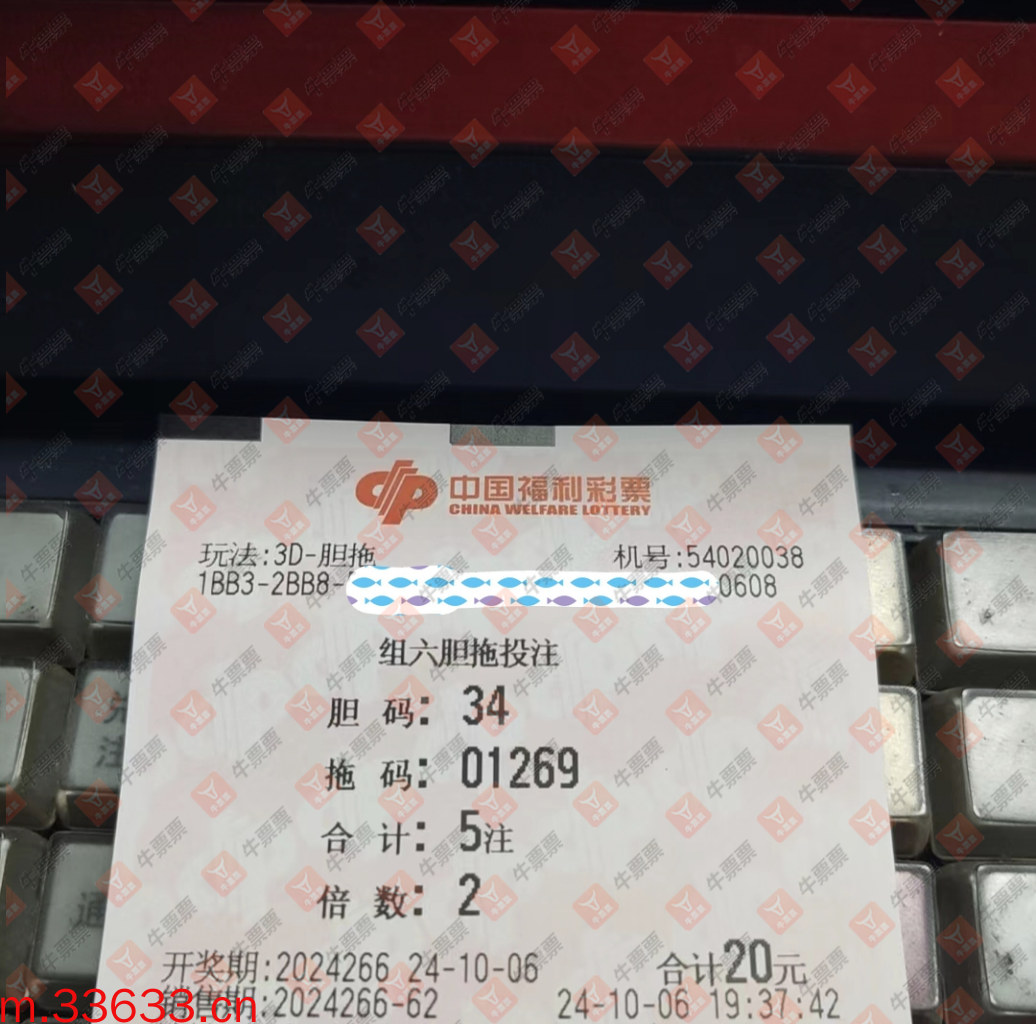 中国福利彩票
CHINA WELFARE LOTTERY
玩法:3D-胆拖 机号:54020038
1BB3-2BB8- 0608
组六胆拖投注
胆 码: 34
拖 码: 01269
合 计: 5注
倍 数: 2
开奖期:2024266 24-10-06 合计20元
销售期:2024266-62 24-10-06 19:37:42
m.33633.cn
牛票票